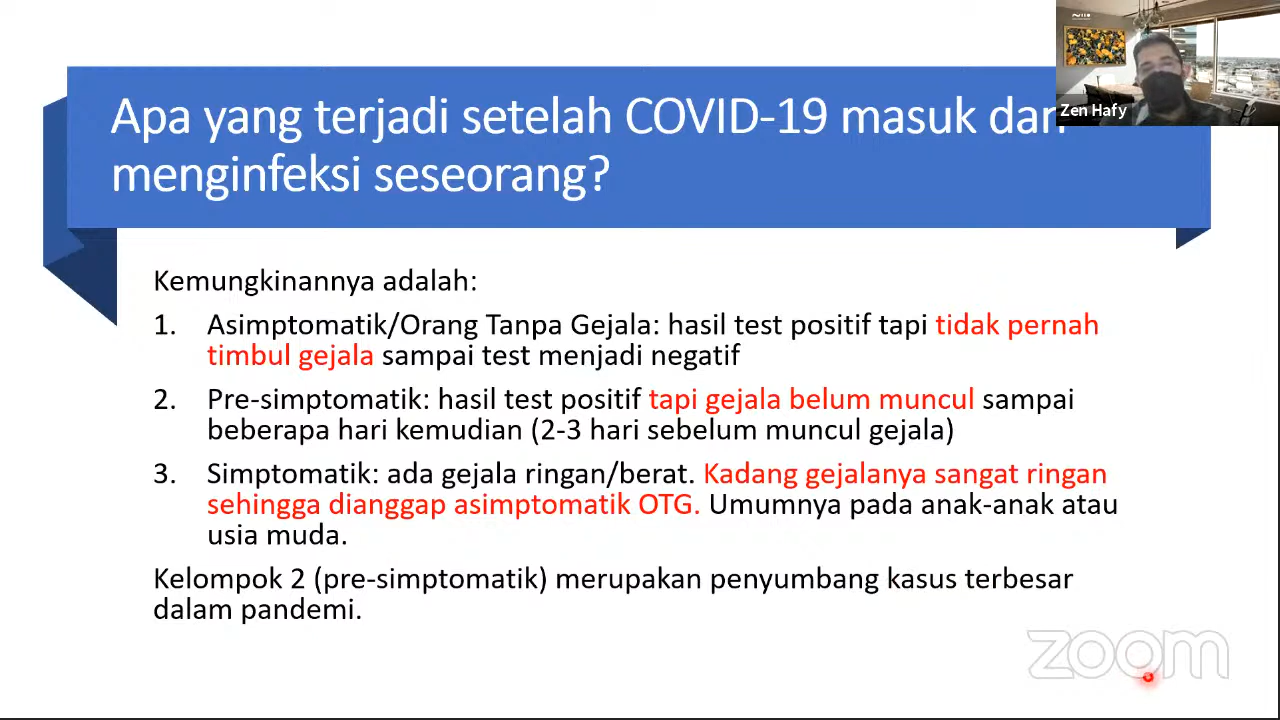 Zen Hafy
Apa yang terjadi setelah COVID-19 masuk dan
menginfeksi seseorang?
Kemungkinannya adalah:
1. Asimptomatik/Orang Tanpa Gejala: hasil test positif tapi tidak pernah
timbul gejala sampai test menjadi negatif
2. Pre-simptomatik: hasil test positif tapi gejala belum muncul sampai
beberapa hari kemudian (2-3 hari sebelum muncul gejala)
3. Simptomatik: ada gejala ringan/berat. Kadang gejalanya sangat ringan
sehingga dianggap asimptomatik OTG. Umumnya pada anak-anak atau
usia muda.
Kelompok 2 (pre-simptomatik) merupakan penyumbang kasus terbesar
dalam pandemi.
zoom